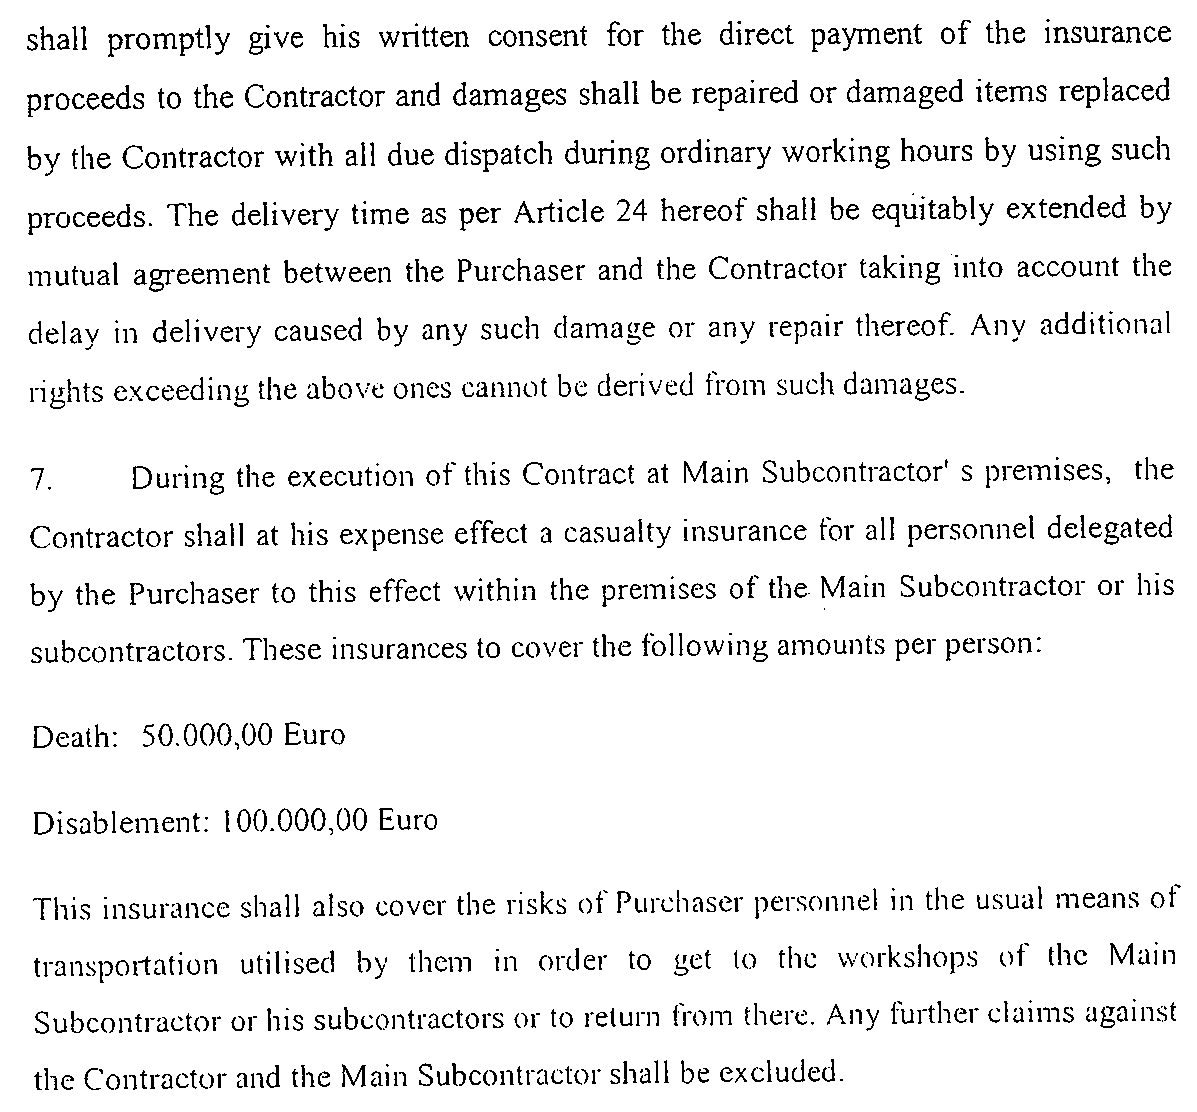 shall promptly give his written consent for the direct payment of the insurance
proceeds to the Contractor and damages shall be repaired or damaged items replaced
by the Contractor with all due dispatch during ordinary working hours by using such
proceeds. The delivery time as per Article 24 hereof shall be equitably extended by
mutual agreement between the Purchaser and the Contractor taking into account the
delay in delivery caused by any such damage or any repair thereof. Any additional
rights exceeding the above ones cannot be derived from such damages.
7. During the execution of this Contract at Main Subcontractor' s premises, the
Contractor shall at his expense effect a casualty insurance for all personnel delegated
by the Purchaser to this effect within the premises of the Main Subcontractor or his
subcontractors. These insurances to cover the following amounts per person:
Death: 50.000,00 Euro
Disablement: 100.000,00 Euro
This insurance shall also cover the risks of Purchaser personnel in the usual means of
transportation utilised by them in order to get to the workshops of the Main
Subcontractor or his subcontractors or to return from there. Any further claims against
the Contractor and the Main Subcontractor shall be excluded.